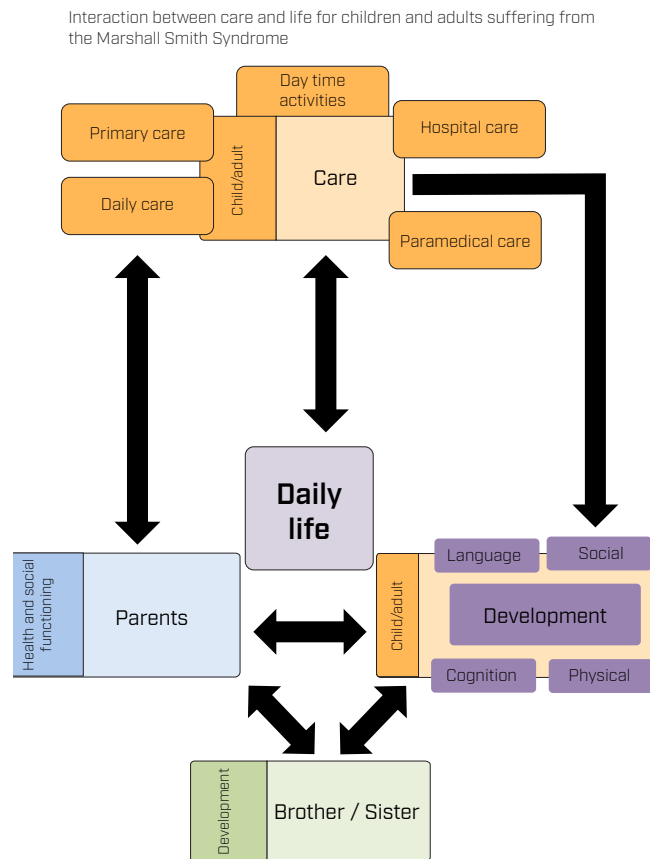 Interaction between care and life for children and adults suffering from
the Marshall Smith Syndrome
Day time
activities
Primary care
Hospital care
Child/adult
Care
Daily care
Paramedical care
Daily
life
Language
Social
Health and social
functioning
Parents
Child/adult
Development
Cognition
Physical
Development
Brother / Sister